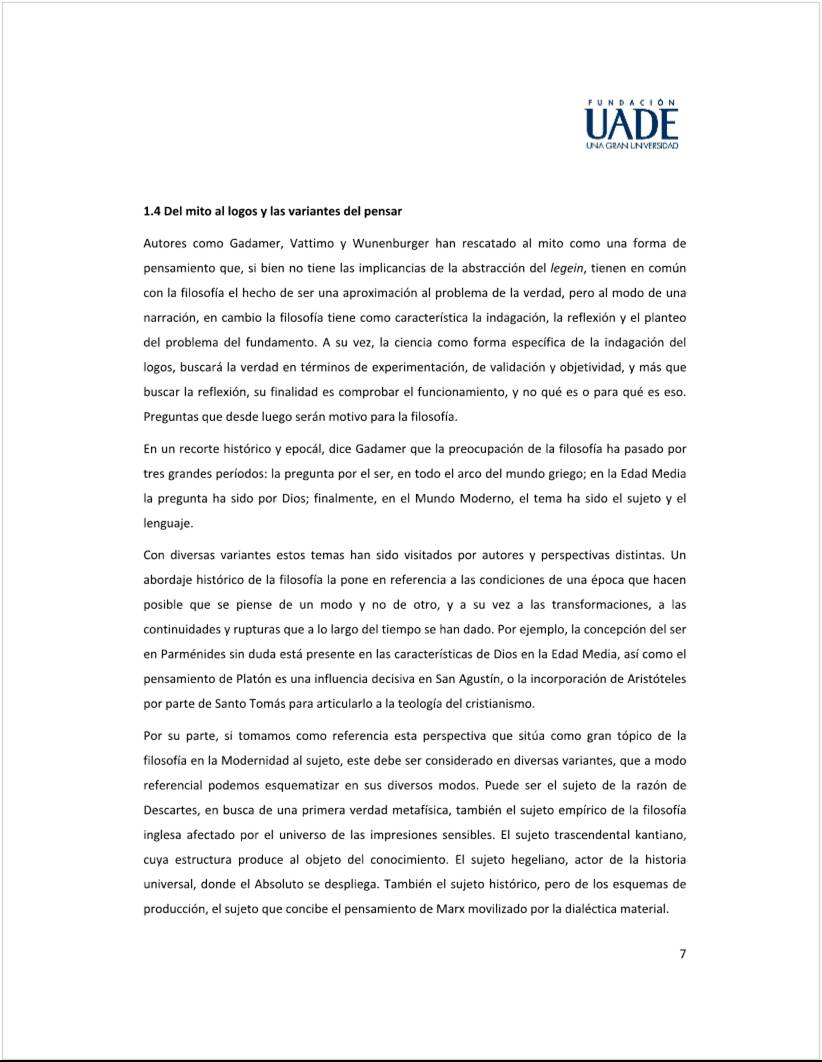 FUNDACIÓN
UADE
UNA GRAN UNIVERSIDAD
1.4 Del mito al logos y las variantes del pensar
Autores como Gadamer, Vattimo y Wunenburger han rescatado al mito como una forma de
pensamiento que, si bien no tiene las implicancias de la abstracción del legein, tienen en común
con la filosofía el hecho de ser una aproximación al problema de la verdad, pero al modo de una
narración, en cambio la filosofía tiene como característica la indagación, la reflexión y el planteo
del problema del fundamento. A su vez, la ciencia como forma específica de la indagación del
logos, buscará la verdad en términos de experimentación, de validación y objetividad, y más que
buscar la reflexión, su finalidad es comprobar el funcionamiento, y no qué es o para qué es eso.
Preguntas que desde luego serán motivo para la filosofía.
En un recorte histórico y epocál, dice Gadamer que la preocupación de la filosofía ha pasado por
tres grandes períodos: la pregunta por el ser, en todo el arco del mundo griego; en la Edad Media
la pregunta ha sido por Dios; finalmente, en el Mundo Moderno, el tema ha sido el sujeto y el
lenguaje.
Con diversas variantes estos temas han sido visitados por autores y perspectivas distintas. Un
abordaje histórico de la filosofía la pone en referencia a las condiciones de una época que hacen
posible que se piense de un modo y no de otro, y a su vez a las transformaciones, a las
continuidades y rupturas que a lo largo del tiempo se han dado. Por ejemplo, la concepción del ser
en Parménides sin duda está presente en las características de Dios en la Edad Media, así como el
pensamiento de Platón es una influencia decisiva en San Agustín, o la incorporación de Aristóteles
por parte de Santo Tomás para articularlo a la teología del cristianismo.
Por su parte, si tomamos como referencia esta perspectiva que sitúa como gran tópico de la
filosofía en la Modernidad al sujeto, este debe ser considerado en diversas variantes, que a modo
referencial podemos esquematizar en sus diversos modos. Puede ser el sujeto de la razón de
Descartes, en busca de una primera verdad metafísica, también el sujeto empírico de la filosofía
inglesa afectado por el universo de las impresiones sensibles. El sujeto trascendental kantiano,
cuya estructura produce al objeto del conocimiento. El sujeto hegeliano, actor de la historia
universal, donde el Absoluto se despliega. También el sujeto histórico, pero de los esquemas de
producción, el sujeto que concibe el pensamiento de Marx movilizado por la dialéctica material.
7